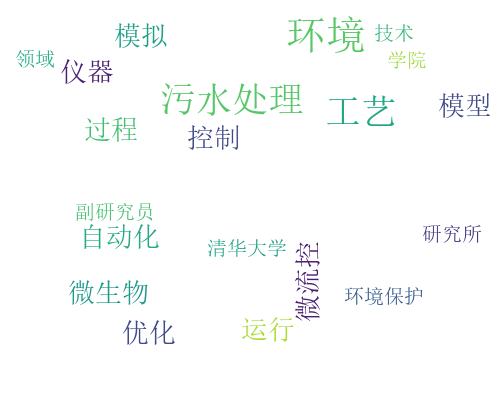 环境
技术
模拟
领域
学院
仪器
污水处理
工艺
模型
过程
控制
副研究员
自动化
清华大学
研究所
微流控
微生物
环境保护
优化
运行